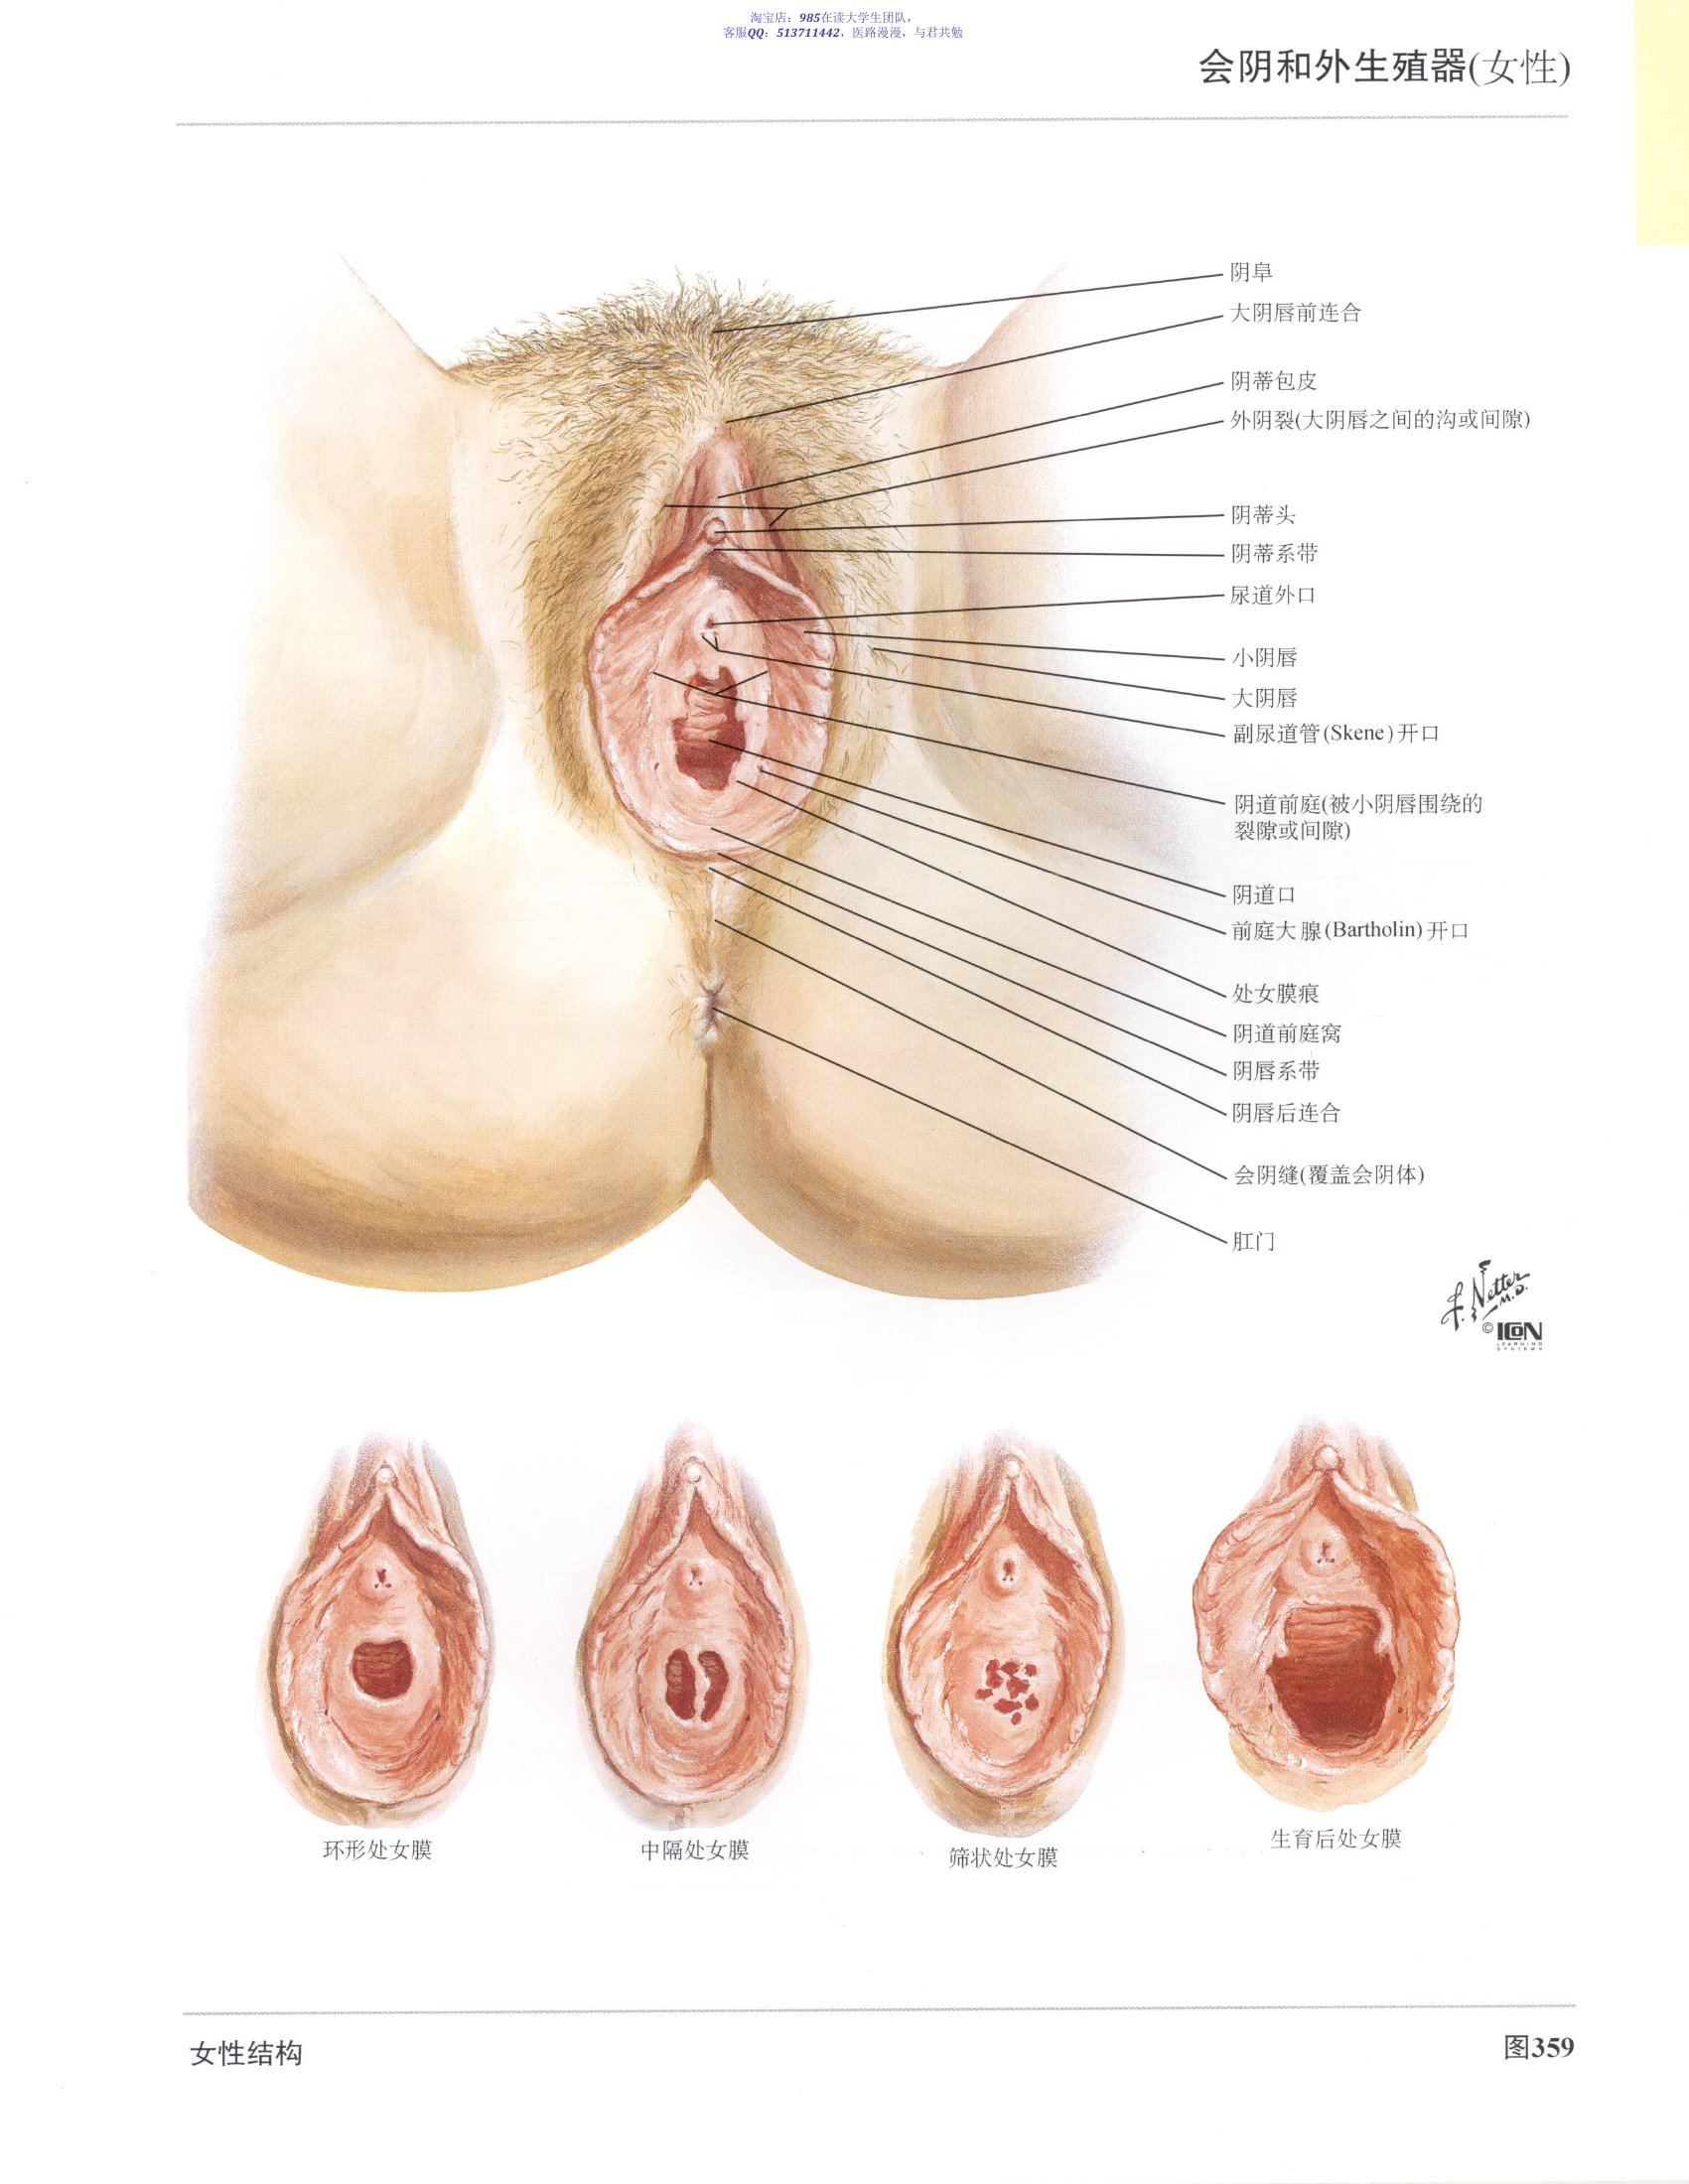 淘宝店：985在读大学生团队，
客服QQ：513711442，医路漫漫，与君共勉
会阴和外生殖器(女性)
阴阜
大阴唇前连合
阴蒂包皮
外阴裂(大阴唇之间的沟或间隙)
阴蒂头
阴蒂系带
尿道外口
小阴唇
大阴唇
副尿道管(Skene)开口
阴道前庭(被小阴唇围绕的
裂隙或间隙)
阴道口
前庭大腺(Bartholin)开口
处女膜痕
阴道前庭窝
阴唇系带
阴唇后连合
会阴缝(覆盖会阴体)
肛门
F. Netter
M.D.
© ICON
LEARNING
SYSTEMS
环形处女膜
中隔处女膜
筛状处女膜
生育后处女膜
女性结构
图359